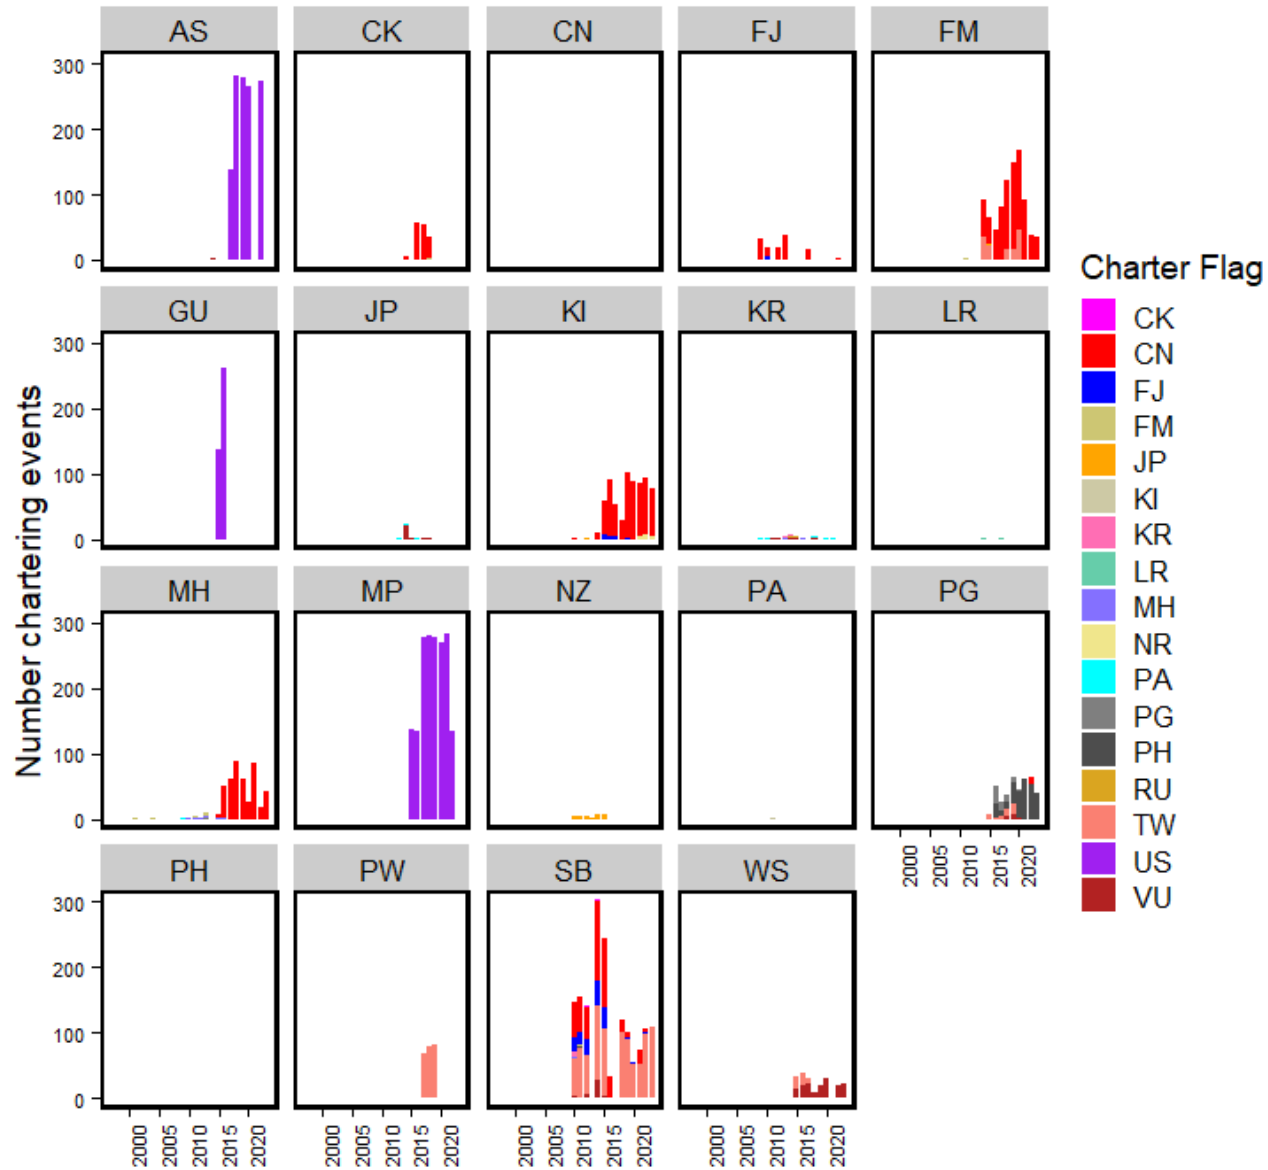 AS CK CN FJ FM
300
200
100
0
GU JP KI KR LR
300
200
100
0
MH MP NZ PA PG
300
200
100
0
2000 2005 2010 2015 2020
PH PW SB WS
300
200
100
0
2000 2005 2010 2015 2020 2000 2005 2010 2015 2020 2000 2005 2010 2015 2020 2000 2005 2010 2015 2020
Number chartering events
Charter Flag
CK
CN
FJ
FM
JP
KI
KR
LR
MH
NR
PA
PG
PH
RU
TW
US
VU